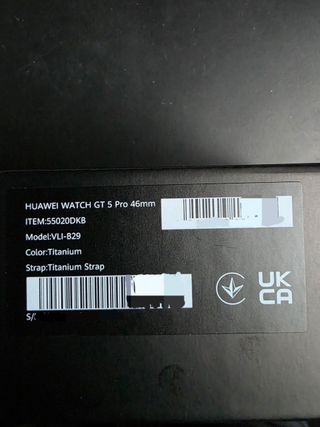 HUAWEI WATCH GT 5 Pro 46mm
ITEM:55020DKB
Model:VLI-B29
Color:Titanium
Strap:Titanium Strap
UK
CA
S/